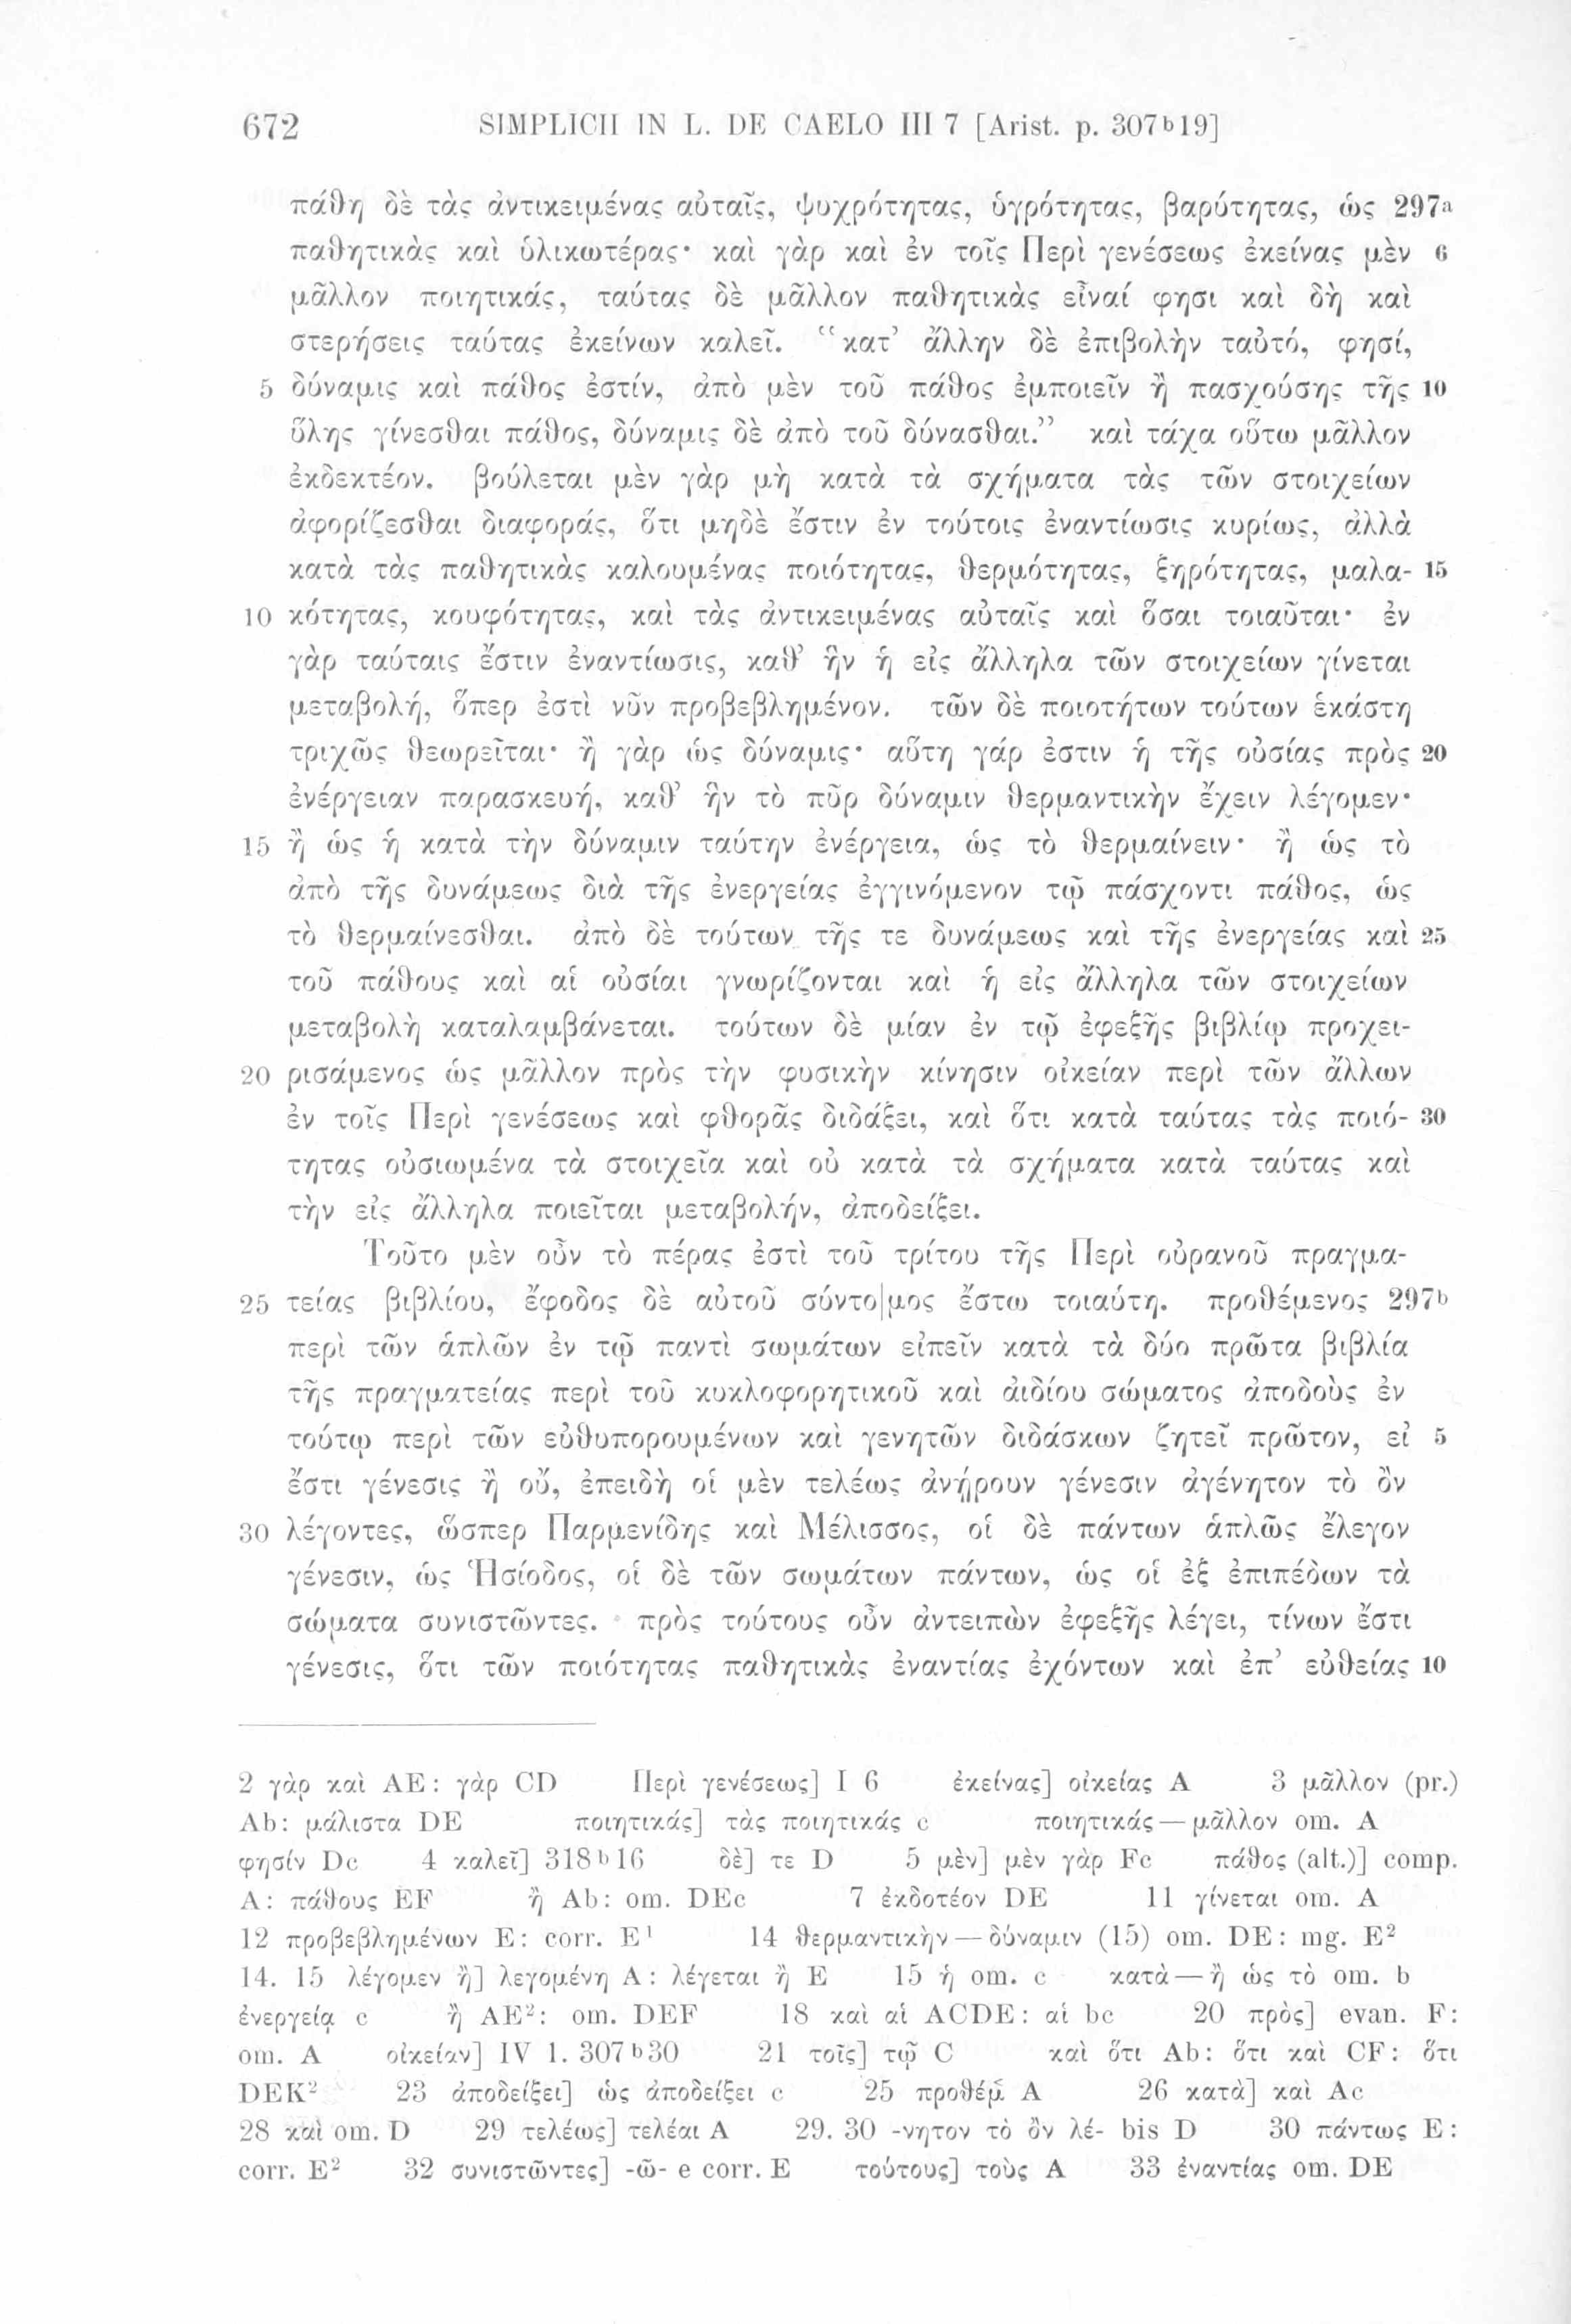 672 SIMPLICII IN L. DE CAELO III 7 [Arist. p. 307b19]
πάθη δὲ τὰς ἀντικειμένας αὐταῖς, ψυχρότητας, ὑγρότητας, βαρύτητας, ὡς 297a
παθητικὰς καὶ ὑλικωτέρας· καὶ γὰρ καὶ ἐν τοῖς Περὶ γενέσεως ἐκείνας μὲν 6
μᾶλλον ποιητικάς, ταύτας δὲ μᾶλλον παθητικὰς εἶναί φησι καὶ δὴ καὶ
στερήσεις ταύτας ἐκείνων καλεῖ. “κατ’ ἄλλην δὲ ἐπιβολὴν ταὐτό, φησί,
5 δύναμις καὶ πάθος ἐστίν, ἀπὸ μὲν τοῦ πάθος ἐμποιεῖν ἢ πασχούσης τῆς 10
ὕλης γίνεσθαι πάθος, δύναμις δὲ ἀπὸ τοῦ δύνασθαι.” καὶ τάχα οὕτω μᾶλλον
ἐκδεκτέον. βούλεται μὲν γὰρ μὴ κατὰ τὰ σχήματα τὰς τῶν στοιχείων
ἀφορίζεσθαι διαφοράς, ὅτι μηδὲ ἔστιν ἐν τούτοις ἐναντίωσις κυρίως, ἀλλὰ
κατὰ τὰς παθητικὰς καλουμένας ποιότητας, θερμότητας, ξηρότητας, μαλα- 15
10 κότητας, κουφότητας, καὶ τὰς ἀντικειμένας αὐταῖς καὶ ὅσαι τοιαῦται· ἐν
γὰρ ταύταις ἔστιν ἐναντίωσις, καθ’ ἣν ἡ εἰς ἄλληλα τῶν στοιχείων γίνεται
μεταβολή, ὅπερ ἐστὶ νῦν προβεβλημένον. τῶν δὲ ποιοτήτων τούτων ἑκάστη
τριχῶς θεωρεῖται· ἢ γὰρ ὡς δύναμις· αὕτη γάρ ἐστιν ἡ τῆς οὐσίας πρὸς 20
ἐνέργειαν παρασκευή, καθ’ ἣν τὸ πῦρ δύναμιν θερμαντικὴν ἔχειν λέγομεν·
15 ἢ ὡς ἡ κατὰ τὴν δύναμιν ταύτην ἐνέργεια, ὡς τὸ θερμαίνειν· ἢ ὡς τὸ
ἀπὸ τῆς δυνάμεως διὰ τῆς ἐνεργείας ἐγγινόμενον τῷ πάσχοντι πάθος, ὡς
τὸ θερμαίνεσθαι. ἀπὸ δὲ τούτων τῆς τε δυνάμεως καὶ τῆς ἐνεργείας καὶ 25
τοῦ πάθους καὶ αἱ οὐσίαι γνωρίζονται καὶ ἡ εἰς ἄλληλα τῶν στοιχείων
μεταβολὴ καταλαμβάνεται. τούτων δὲ μίαν ἐν τῷ ἐφεξῆς βιβλίῳ προχει-
20 ρισάμενος ὡς μᾶλλον πρὸς τὴν φυσικὴν κίνησιν οἰκείαν περὶ τῶν ἄλλων
ἐν τοῖς Περὶ γενέσεως καὶ φθορᾶς διδάξει, καὶ ὅτι κατὰ ταύτας τὰς ποιό- 30
τητας οὐσιωμένα τὰ στοιχεῖα καὶ οὐ κατὰ τὰ σχήματα κατὰ ταύτας καὶ
τὴν εἰς ἄλληλα ποιεῖται μεταβολήν, ἀποδείξει.
Τοῦτο μὲν οὖν τὸ πέρας ἐστὶ τοῦ τρίτου τῆς Περὶ οὐρανοῦ πραγμα-
25 τείας βιβλίου, ἔφοδος δὲ αὐτοῦ σύντο|μος ἔστω τοιαύτη. προθέμενος 297b
περὶ τῶν ἁπλῶν ἐν τῷ παντὶ σωμάτων εἰπεῖν κατὰ τὰ δύο πρῶτα βιβλία
τῆς πραγματείας περὶ τοῦ κυκλοφορητικοῦ καὶ ἀιδίου σώματος ἀποδοὺς ἐν
τούτῳ περὶ τῶν εὐθυπορουμένων καὶ γενητῶν διδάσκων ζητεῖ πρῶτον, εἰ 5
ἔστι γένεσις ἢ οὔ, ἐπειδὴ οἱ μὲν τελέως ἀνῄρουν γένεσιν ἀγένητον τὸ ὂν
30 λέγοντες, ὥσπερ Παρμενίδης καὶ Μέλισσος, οἱ δὲ πάντων ἁπλῶς ἔλεγον
γένεσιν, ὡς Ἡσίοδος, οἱ δὲ τῶν σωμάτων πάντων, ὡς οἱ ἐξ ἐπιπέδων τὰ
σώματα συνιστῶντες. πρὸς τούτους οὖν ἀντειπὼν ἐφεξῆς λέγει, τίνων ἔστι
γένεσις, ὅτι τῶν ποιότητας παθητικὰς ἐναντίας ἐχόντων καὶ ἐπ’ εὐθείας 10
2 γὰρ καὶ AE: γὰρ CD Περὶ γενέσεως] I 6 ἐκείνας] οἰκείας A 3 μᾶλλον (pr.)
Ab: μάλιστα DE ποιητικάς] τὰς ποιητικάς c ποιητικάς — μᾶλλον om. A
φησίν Dc 4 καλεῖ] 318b16 δὲ] τε D 5 μὲν] μὲν γὰρ Fc πάθος (alt.)] comp.
A: πάθους EF ἢ Ab: om. DEc 7 ἐκδοτέον DE 11 γίνεται om. A
12 προβεβλημένων E: corr. E¹ 14 θερμαντικὴν — δύναμιν (15) om. DE: mg. E²
14. 15 λέγομεν ἢ] λεγομένη A: λέγεται ἢ E 15 ἡ om. c κατὰ — ἢ ὡς τὸ om. b
ἐνεργείᾳ c ἢ AE²: om. DEF 18 καὶ αἱ ACDE: αἱ bc 20 πρὸς] evan. F:
om. A οἰκείαν] IV 1. 307b30 21 τοῖς] τῷ C καὶ ὅτι Ab: ὅτι καὶ CF: ὅτι
DEK² 23 ἀποδείξει] ὡς ἀποδείξει c 25 προθέμ A 26 κατὰ] καὶ Ac
28 καὶ om. D 29 τελέως] τελέαι A 29. 30 -νητον τὸ ὂν λέ- bis D 30 πάντως E:
corr. E² 32 συνιστῶντες] -ῶ- e corr. E τούτους] τοὺς A 33 ἐναντίας om. DE